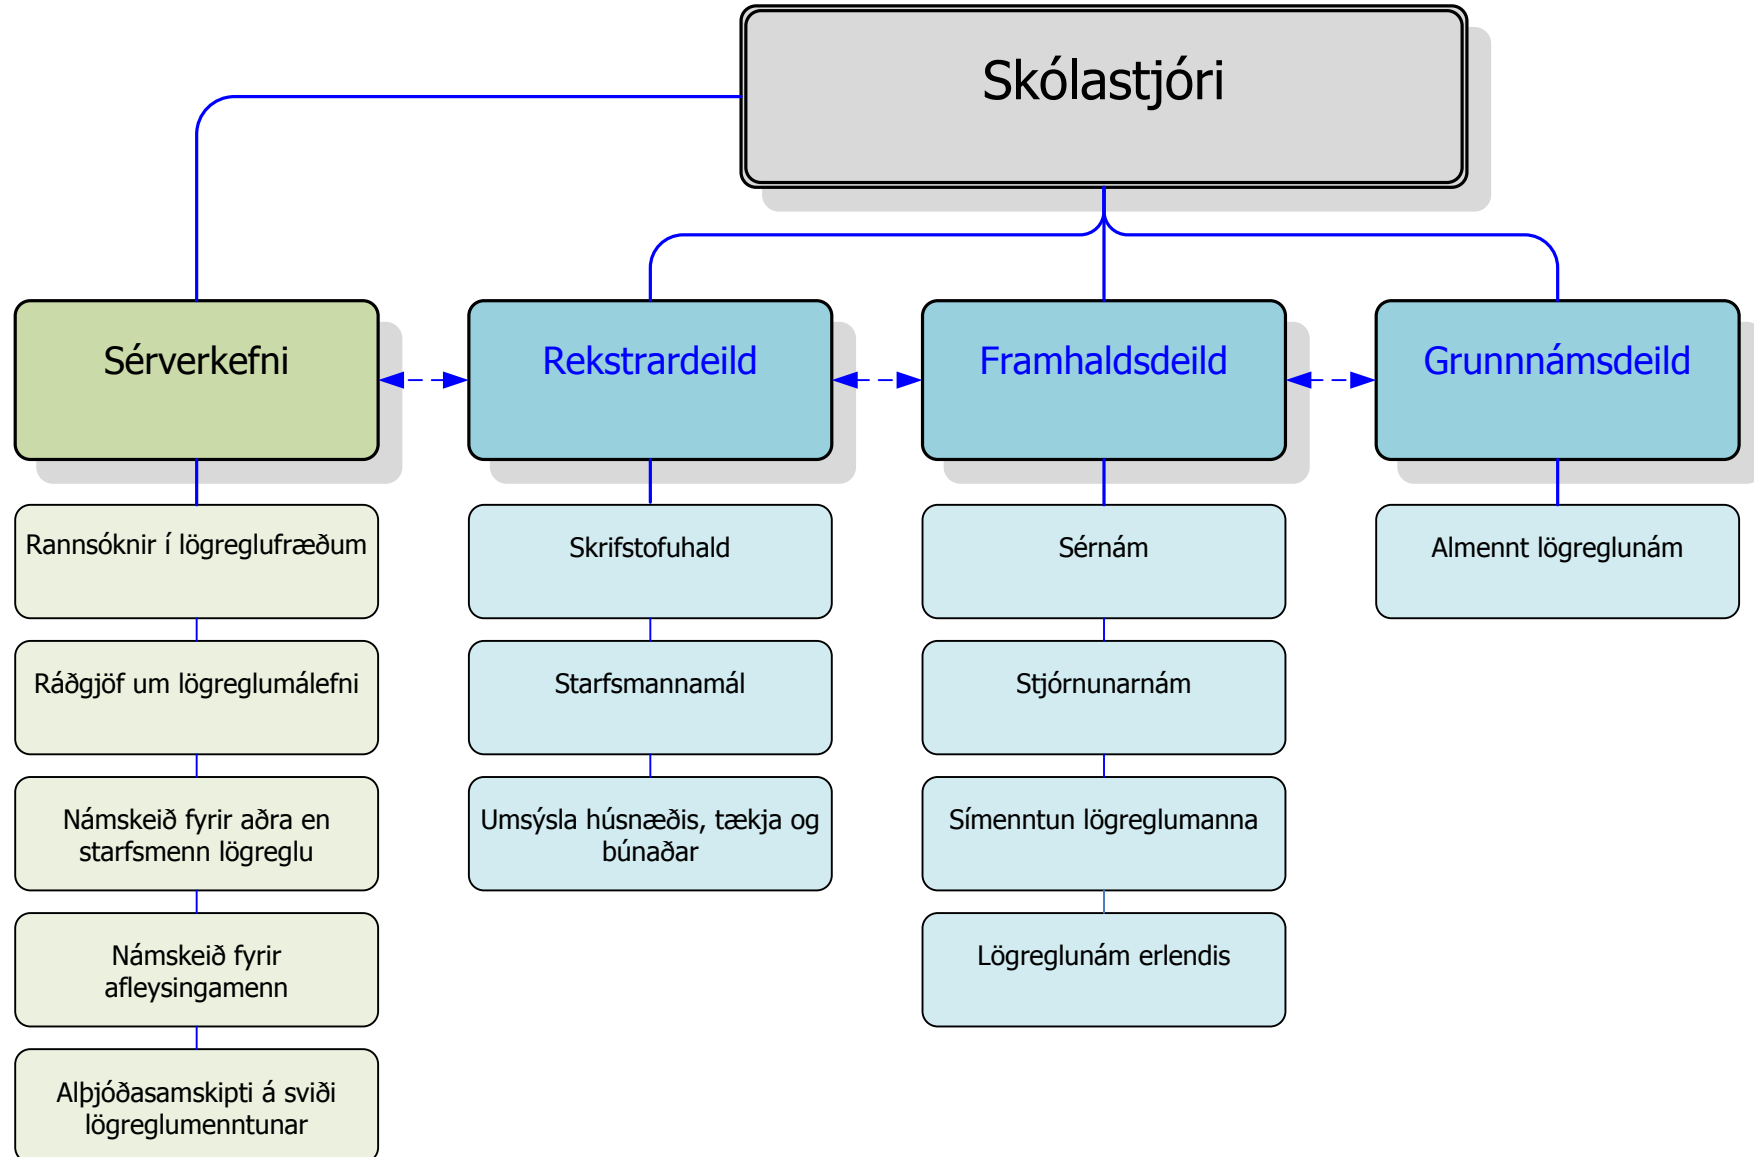 Skólastjóri
Sérverkefni
Rekstrardeild
Framhaldsdeild
Grunnnámsdeild
Rannsóknir í lögreglufræðum
Ráðgjöf um lögreglumálefni
Námskeið fyrir aðra en
starfsmenn lögreglu
Námskeið fyrir
afleysingamenn
Alþjóðasamskipti á sviði
lögreglumenntunar
Skrifstofuhald
Starfsmannamál
Umsýsla húsnæðis, tækja og
búnaðar
Sérnám
Stjórnunarnám
Símenntun lögreglumanna
Lögreglunám erlendis
Almennt lögreglunám